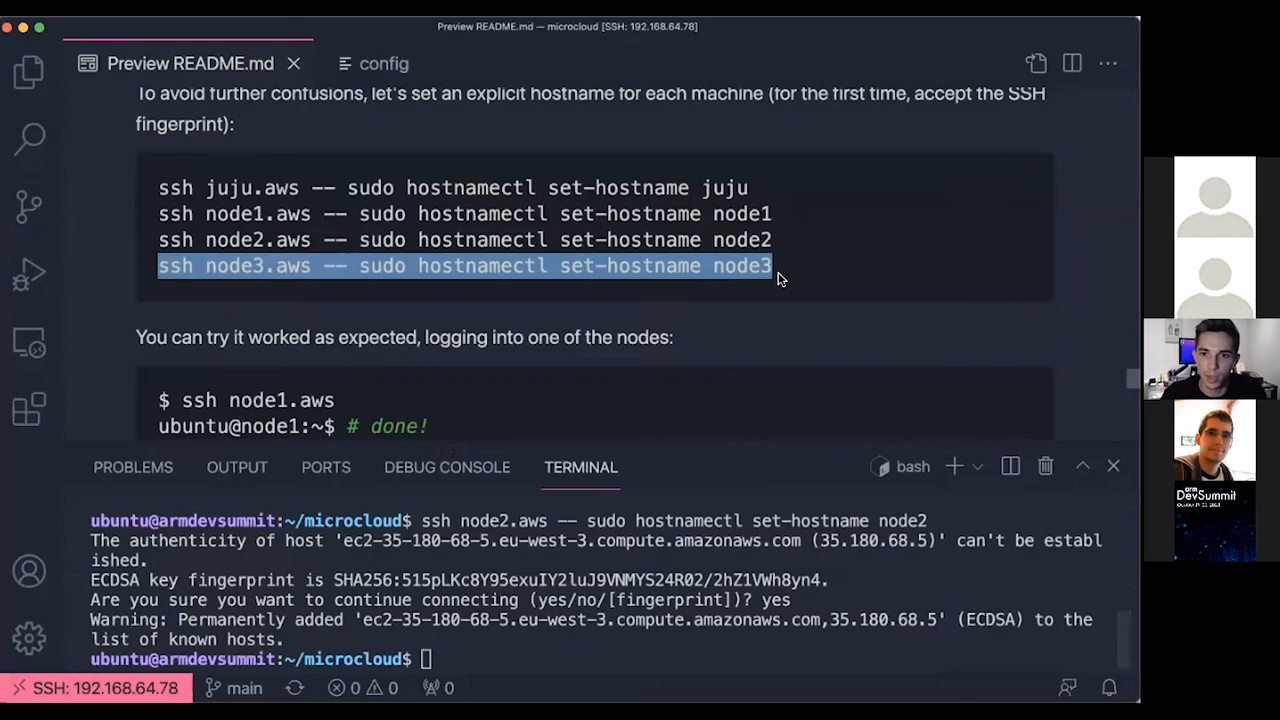 Preview README.md — microcloud [SSH: 192.168.64.78]
Preview README.md
config
To avoid further confusions, let's set an explicit hostname for each machine (for the first time, accept the SSH
fingerprint):
ssh juju.aws -- sudo hostnamectl set-hostname juju
ssh node1.aws -- sudo hostnamectl set-hostname node1
ssh node2.aws -- sudo hostnamectl set-hostname node2
ssh node3.aws -- sudo hostnamectl set-hostname node3
You can try it worked as expected, logging into one of the nodes:
$ ssh node1.aws
ubuntu@node1:~$ # done!
PROBLEMS OUTPUT PORTS DEBUG CONSOLE TERMINAL
bash
ubuntu@armdevsummit:~/microcloud$ ssh node2.aws -- sudo hostnamectl set-hostname node2
The authenticity of host 'ec2-35-180-68-5.eu-west-3.compute.amazonaws.com (35.180.68.5)' can't be establ
ished.
ECDSA key fingerprint is SHA256:515pLKc8Y95exuIY2luJ9VNMYS24R02/2hZ1VWh8yn4.
Are you sure you want to continue connecting (yes/no/[fingerprint])? yes
Warning: Permanently added 'ec2-35-180-68-5.eu-west-3.compute.amazonaws.com,35.180.68.5' (ECDSA) to the
list of known hosts.
ubuntu@armdevsummit:~/microcloud$
SSH: 192.168.64.78
main
0
0
0
arm
DevSummit